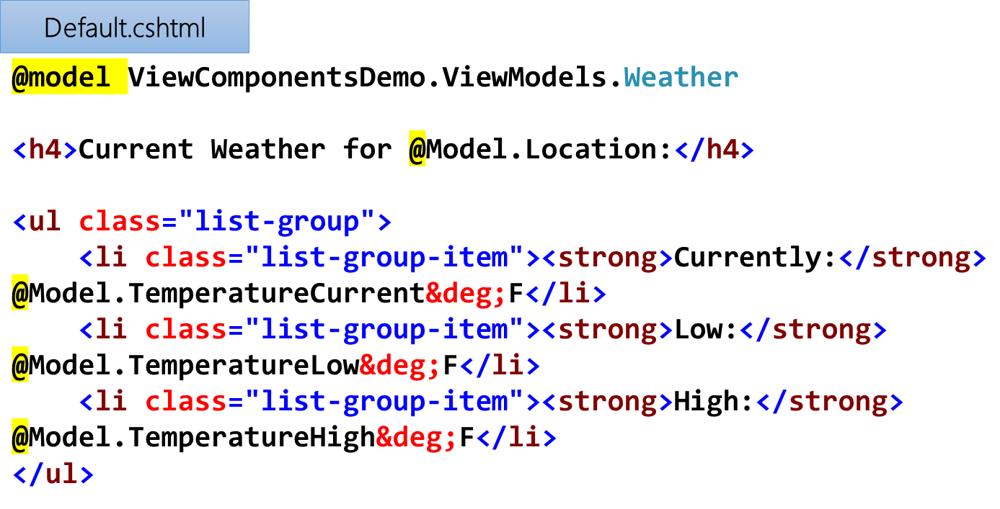 Default.cshtml
@model ViewComponentsDemo.ViewModels.Weather
<h4>Current Weather for @Model.Location:</h4>
<ul class="list-group">
    <li class="list-group-item"><strong>Currently:</strong>
@Model.TemperatureCurrent&deg;F</li>
    <li class="list-group-item"><strong>Low:</strong>
@Model.TemperatureLow&deg;F</li>
    <li class="list-group-item"><strong>High:</strong>
@Model.TemperatureHigh&deg;F</li>
</ul>